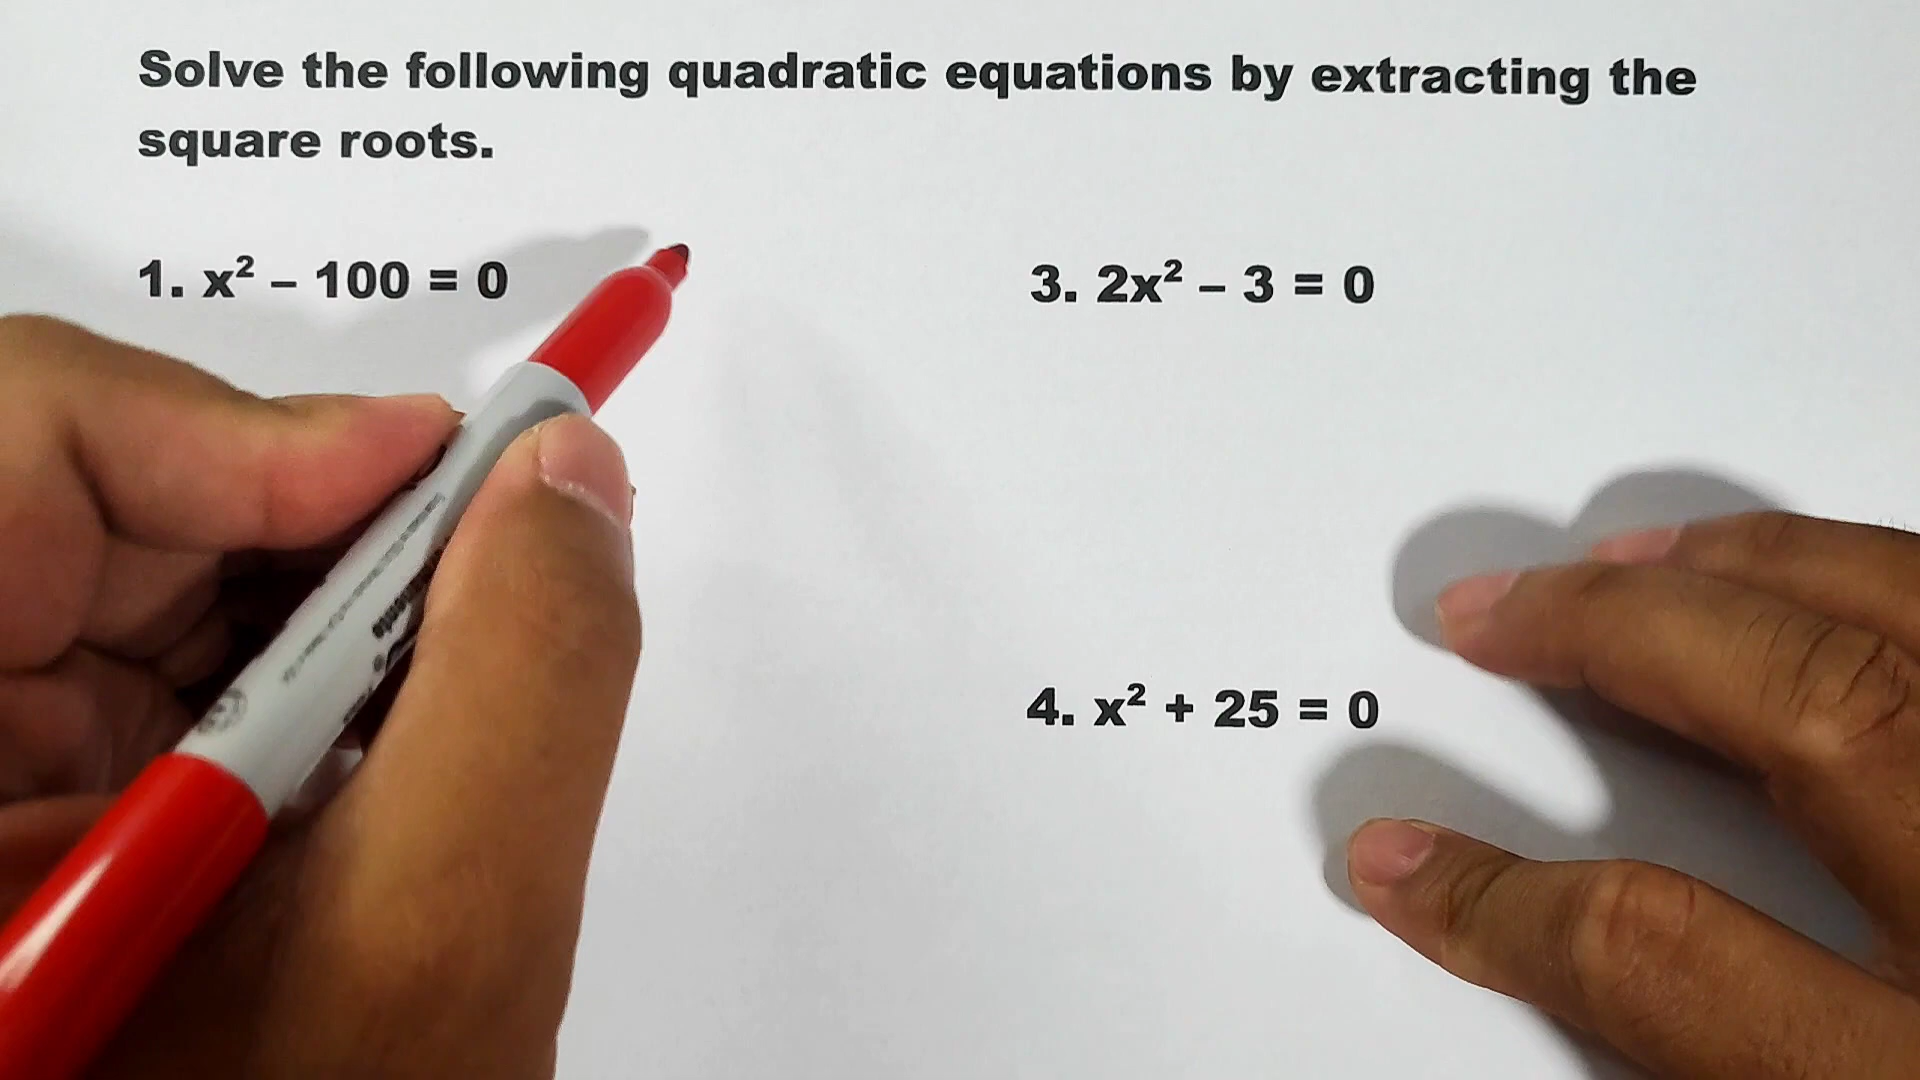 Solve the following quadratic equations by extracting the
square roots.
1. x² – 100 = 0
3. 2x² – 3 = 0
4. x² + 25 = 0